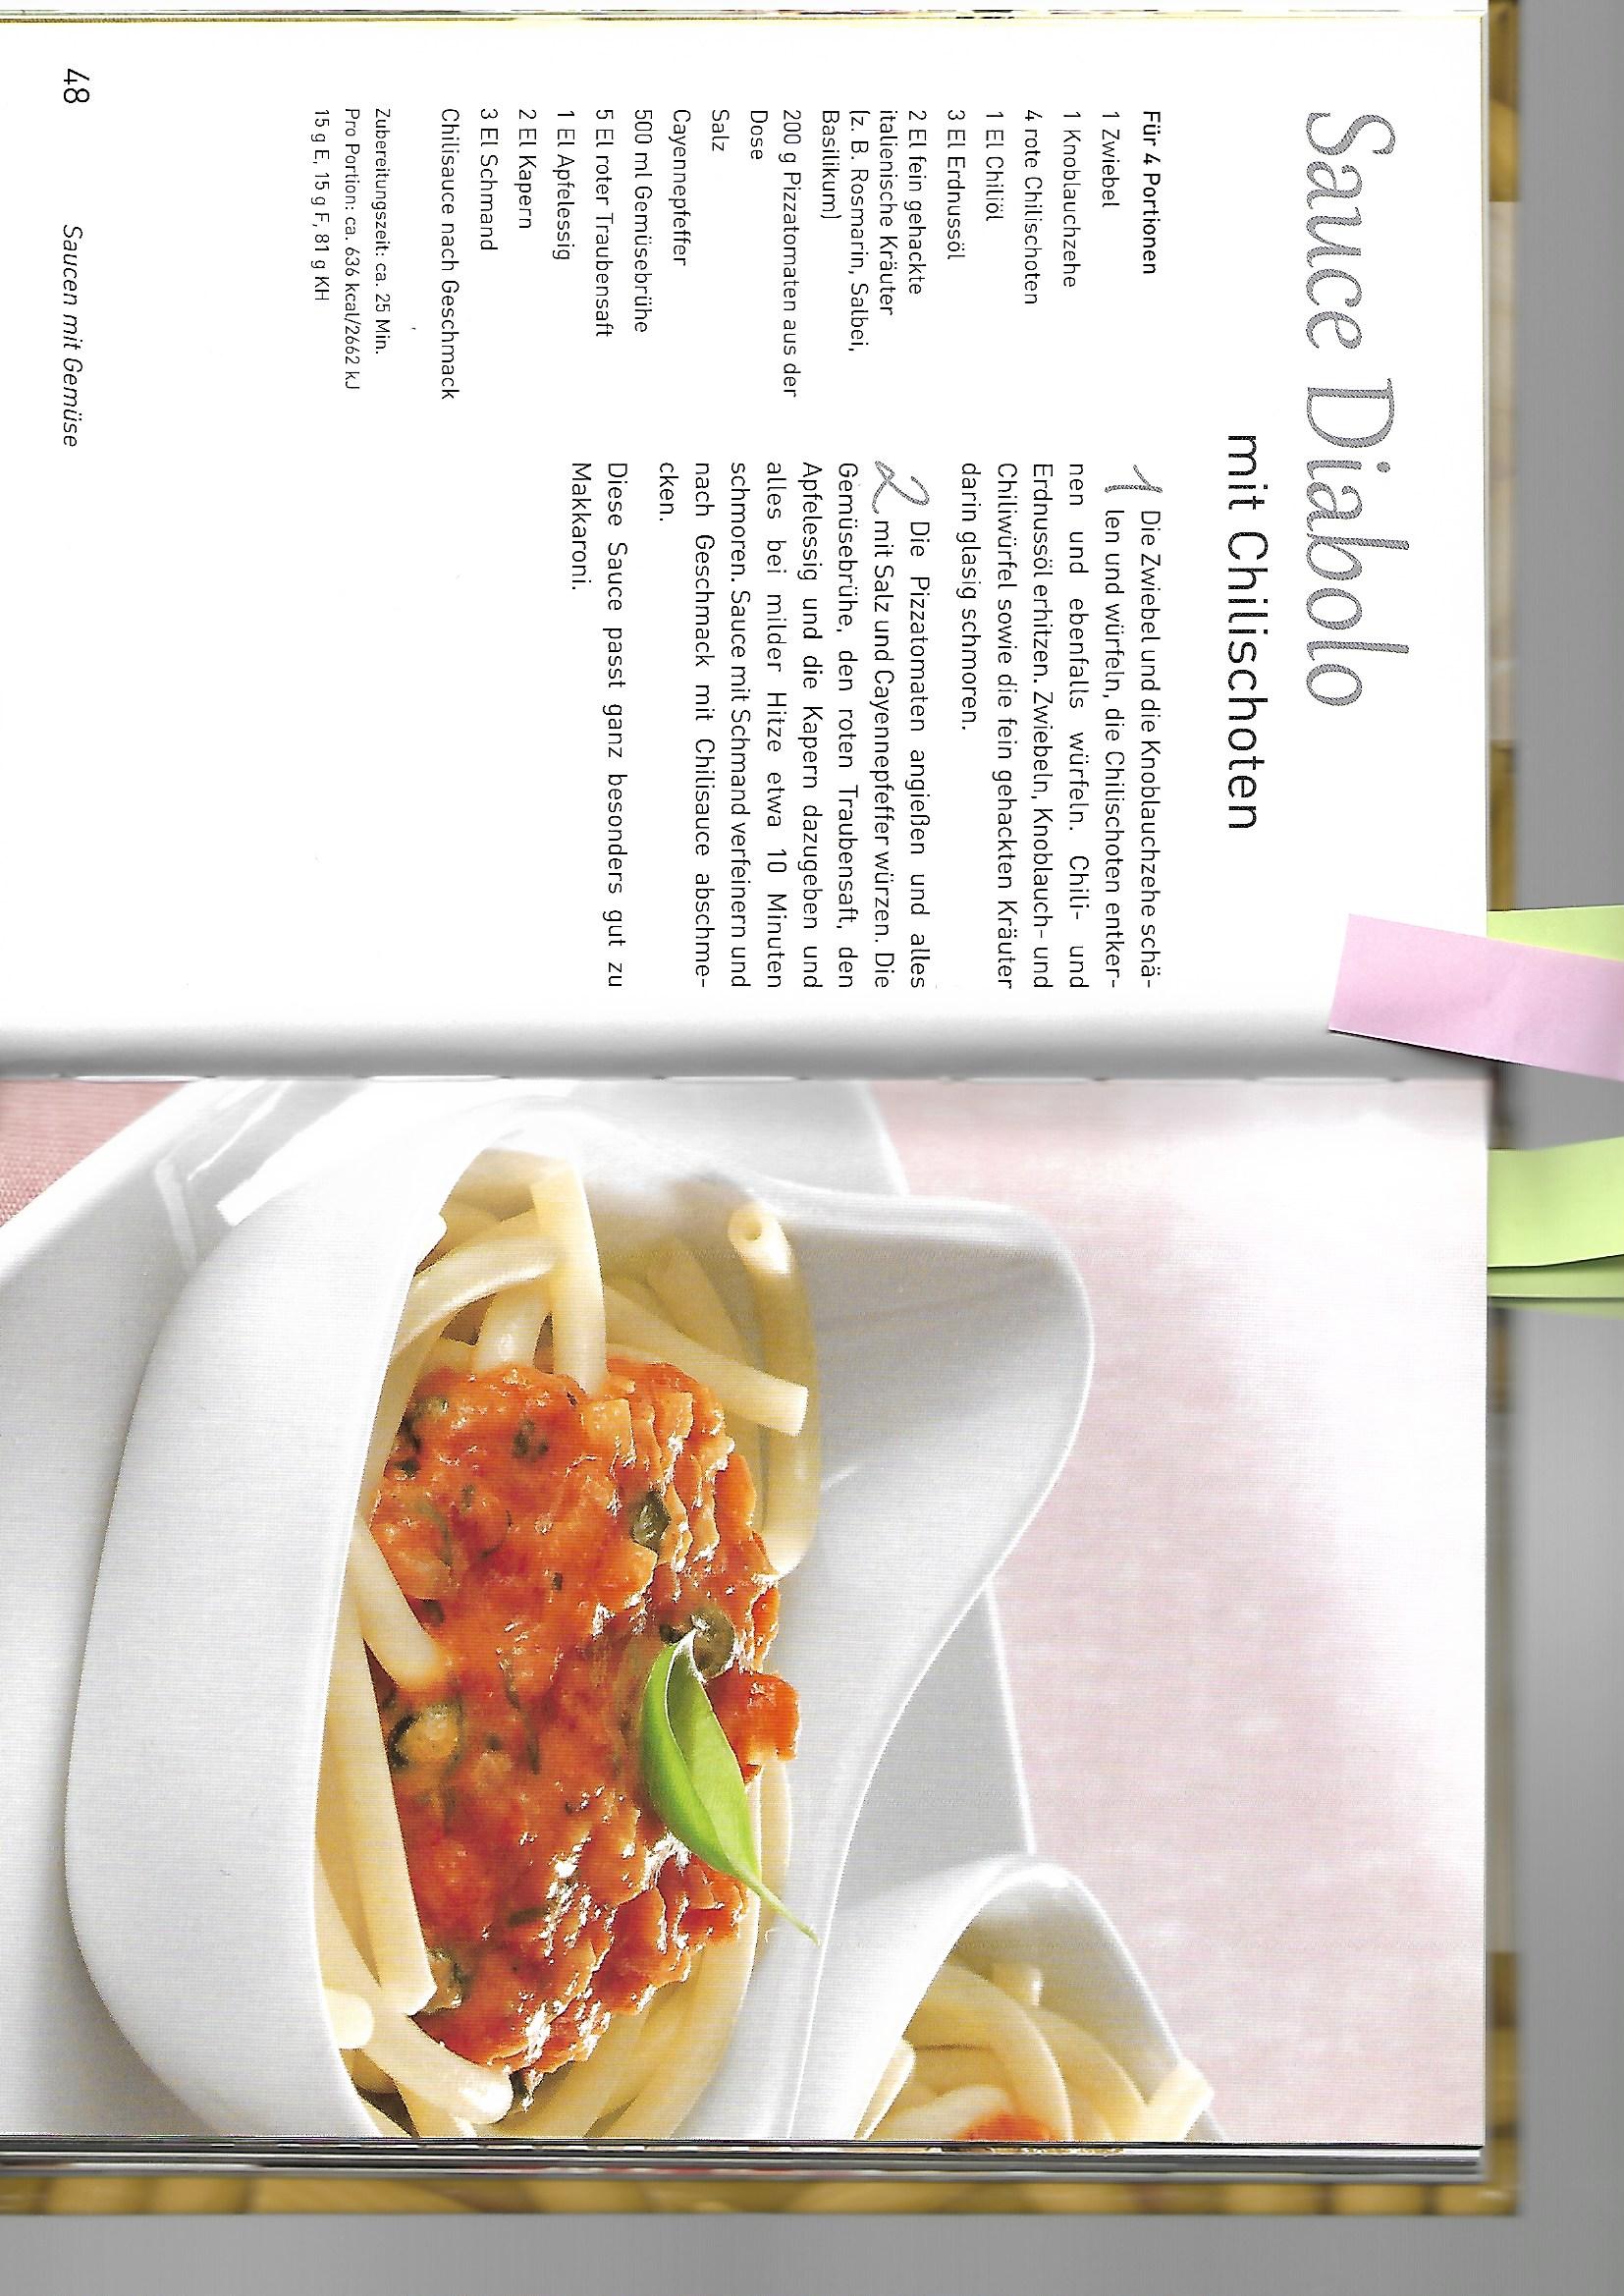 Sauce Diabolo
mit Chilischoten
Für 4 Portionen
1 Zwiebel
1 Knoblauchzehe
4 rote Chilischoten
1 El Chiliöl
3 El Erdnussöl
2 El fein gehackte
italienische Kräuter
(z. B. Rosmarin, Salbei,
Basilikum)
200 g Pizzatomaten aus der
Dose
Salz
Cayennepfeffer
500 ml Gemüsebrühe
5 El roter Traubensaft
1 El Apfelessig
2 El Kapern
3 El Schmand
Chilisauce nach Geschmack
Zubereitungszeit: ca. 25 Min.
Pro Portion: ca. 636 kcal/2662 kJ
15 g E, 15 g F, 81 g KH
1 Die Zwiebel und die Knoblauchzehe schä-
len und würfeln, die Chilischoten entker-
nen und ebenfalls würfeln. Chili- und
Erdnussöl erhitzen. Zwiebeln, Knoblauch- und
Chiliwürfel sowie die fein gehackten Kräuter
darin glasig schmoren.
2 Die Pizzatomaten angießen und alles
mit Salz und Cayennepfeffer würzen. Die
Gemüsebrühe, den roten Traubensaft, den
Apfelessig und die Kapern dazugeben und
alles bei milder Hitze etwa 10 Minuten
schmoren. Sauce mit Schmand verfeinern und
nach Geschmack mit Chilisauce abschme-
cken.
Diese Sauce passt ganz besonders gut zu
Makkaroni.
48
Saucen mit Gemüse